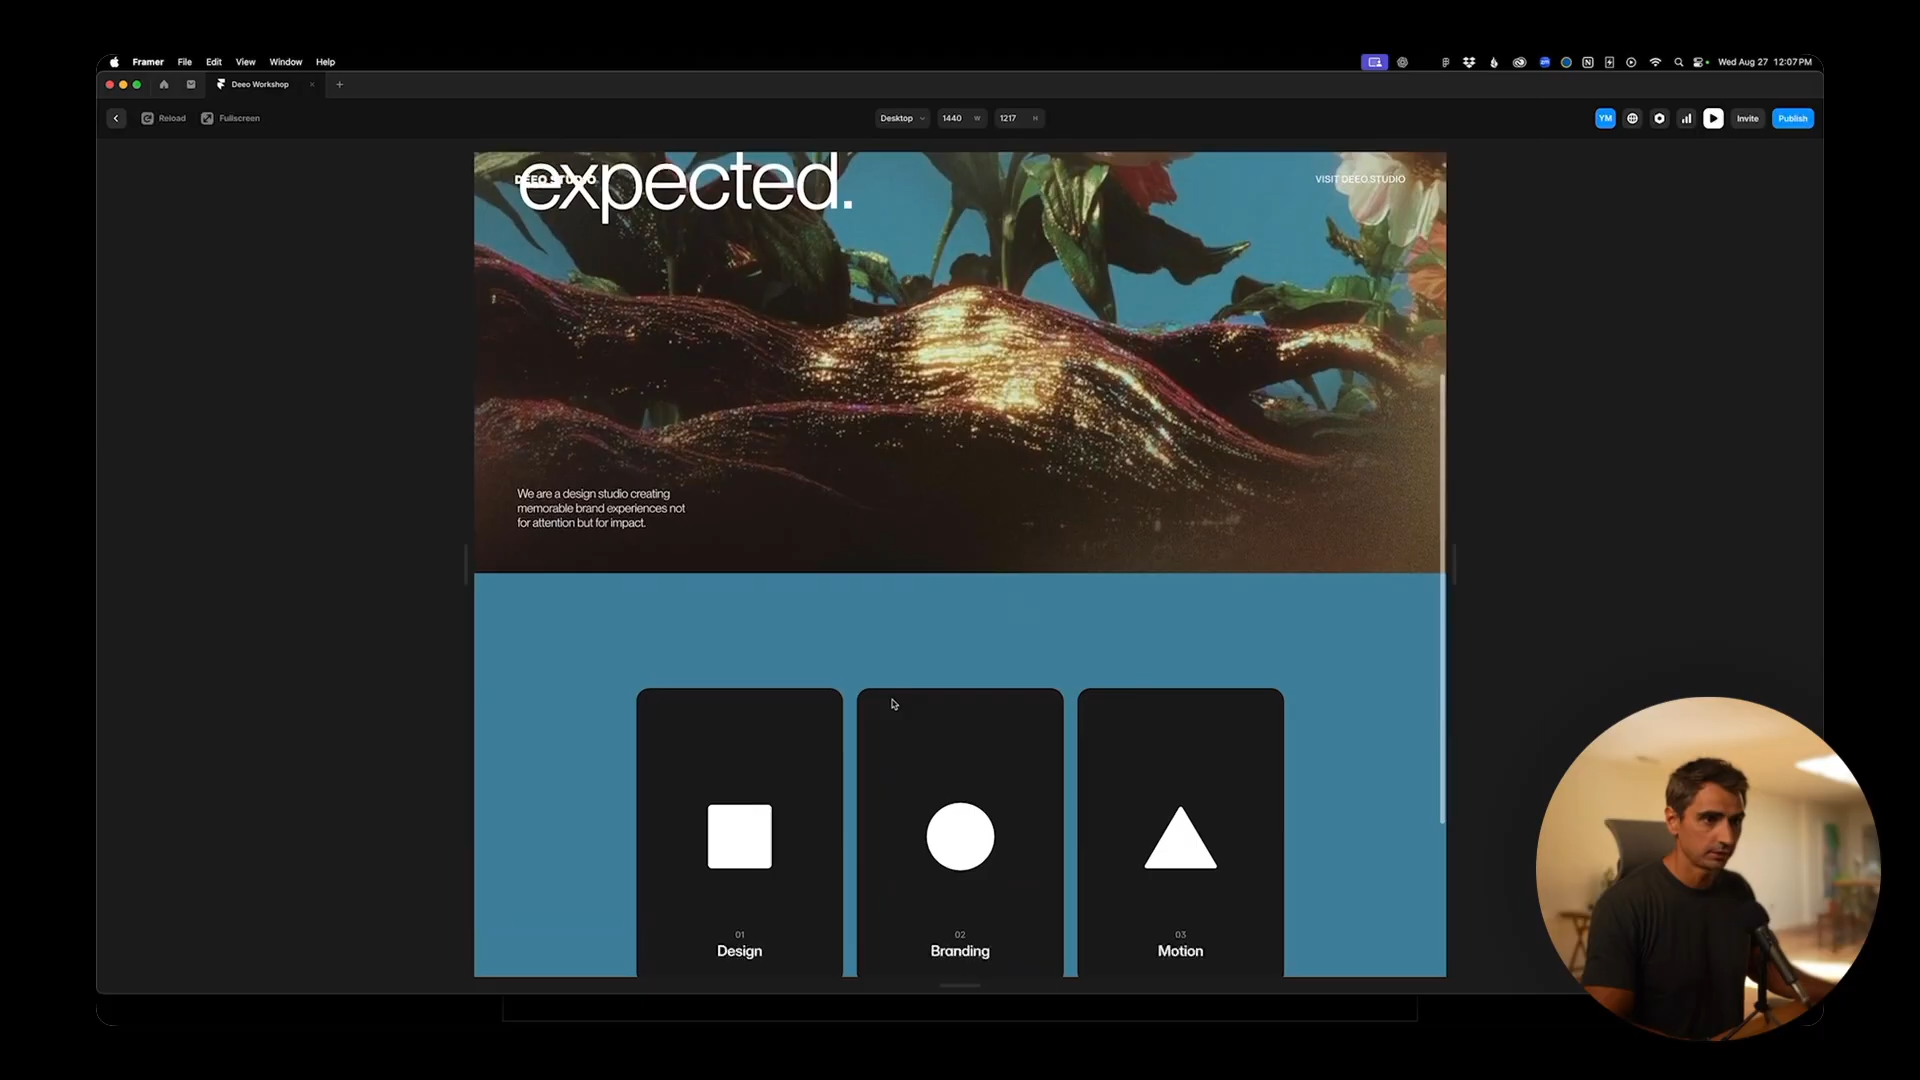 Framer File Edit View Window Help
Wed Aug 27 12:07 PM
Deeo Workshop
Reload Fullscreen
Desktop 1440 W 1217 H
YM Invite Publish
DEEO.STUDIO
VISIT DEEO.STUDIO
expected.
We are a design studio creating
memorable brand experiences not
for attention but for impact.
01
Design
02
Branding
03
Motion